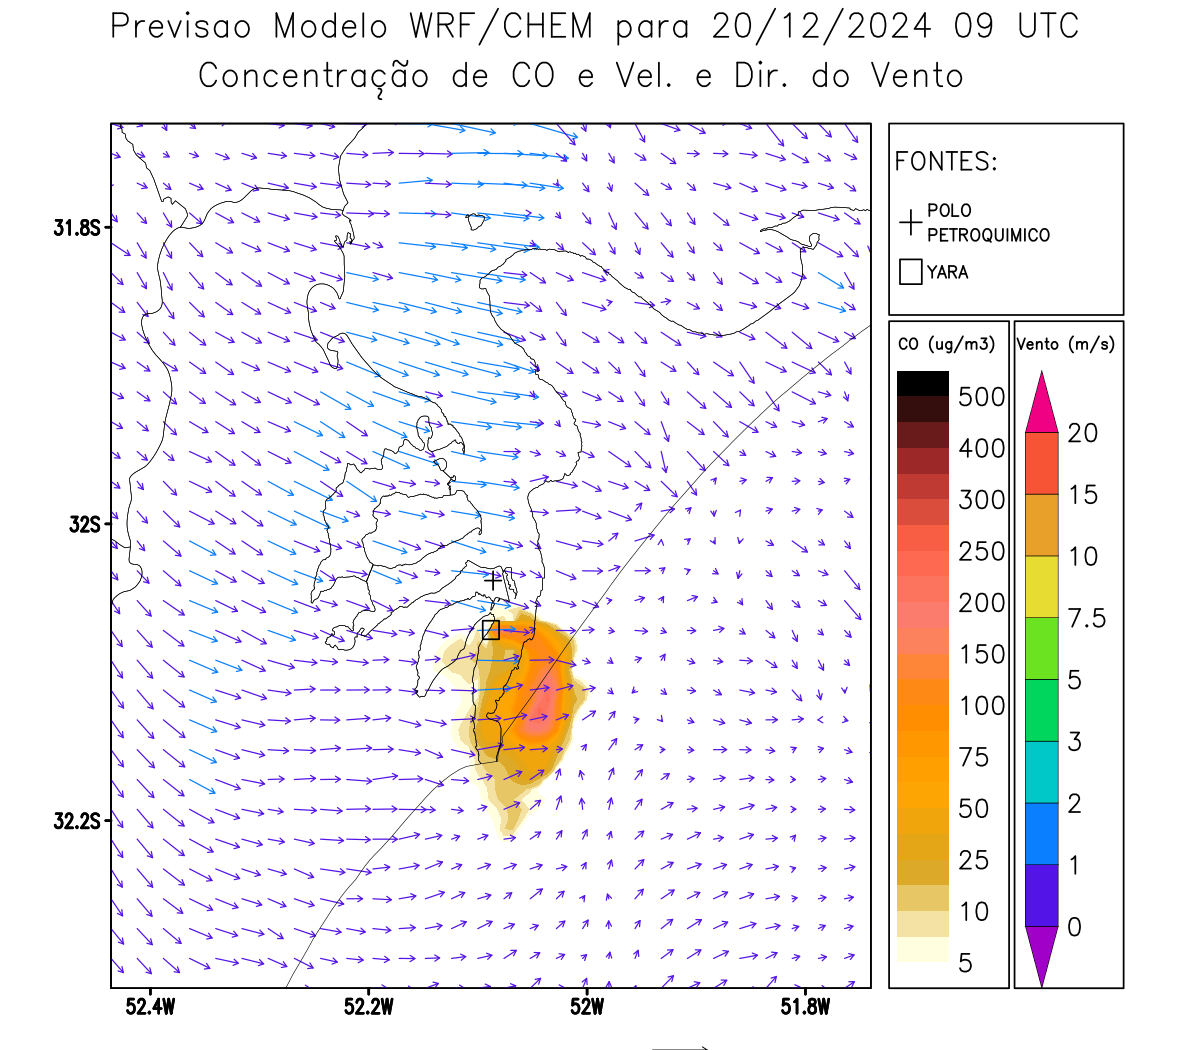 Previsao Modelo WRF/CHEM para 20/12/2024 09 UTC
Concentração de CO e Vel. e Dir. do Vento
FONTES:
POLO
PETROQUIMICO
YARA
CO (ug/m3)
500
400
300
250
200
150
100
75
50
25
10
5
Vento (m/s)
20
15
10
7.5
5
3
2
1
0
31.8S
32S
32.2S
52.4W
52.2W
52W
51.8W